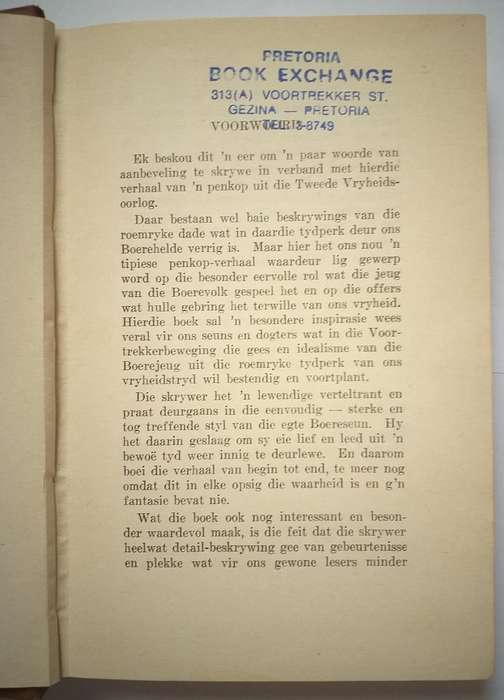 PRETORIA
BOOK EXCHANGE
313(A) VOORTREKKER ST.
GEZINA — PRETORIA
TEL. 3-8749
VOORWOORD
Ek beskou dit 'n eer om 'n paar woorde van
aanbeveling te skrywe in verband met hierdie
verhaal van 'n penkop uit die Tweede Vryheids-
oorlog.
Daar bestaan wel baie beskrywings van die
roemryke dade wat in daardie tydperk deur ons
Boerehelde verrig is. Maar hier het ons nou 'n
tipiese penkop-verhaal waardeur lig gewerp
word op die besonder eervolle rol wat die jeug
van die Boerevolk gespeel het en op die offers
wat hulle gebring het terwille van ons vryheid.
Hierdie boek sal 'n besondere inspirasie wees
veral vir ons seuns en dogters wat in die Voor-
trekkerbeweging die gees en idealisme van die
Boerejeug uit die roemryke tydperk van ons
vryheidstryd wil bestendig en voortplant.
Die skrywer het 'n lewendige verteltrant en
praat deurgaans in die eenvoudig — sterke en
tog treffende styl van die egte Boereseun. Hy
het daarin geslaag om sy eie lief en leed uit 'n
bewoë tyd weer innig te deurlewe. En daarom
boei die verhaal van begin tot end, te meer nog
omdat dit in elke opsig die waarheid is en g'n
fantasie bevat nie.
Wat die boek ook nog interessant en beson-
der waardevol maak, is die feit dat die skrywer
heelwat detail-beskrywing gee van gebeurtenisse
en plekke wat vir ons gewone lesers minder